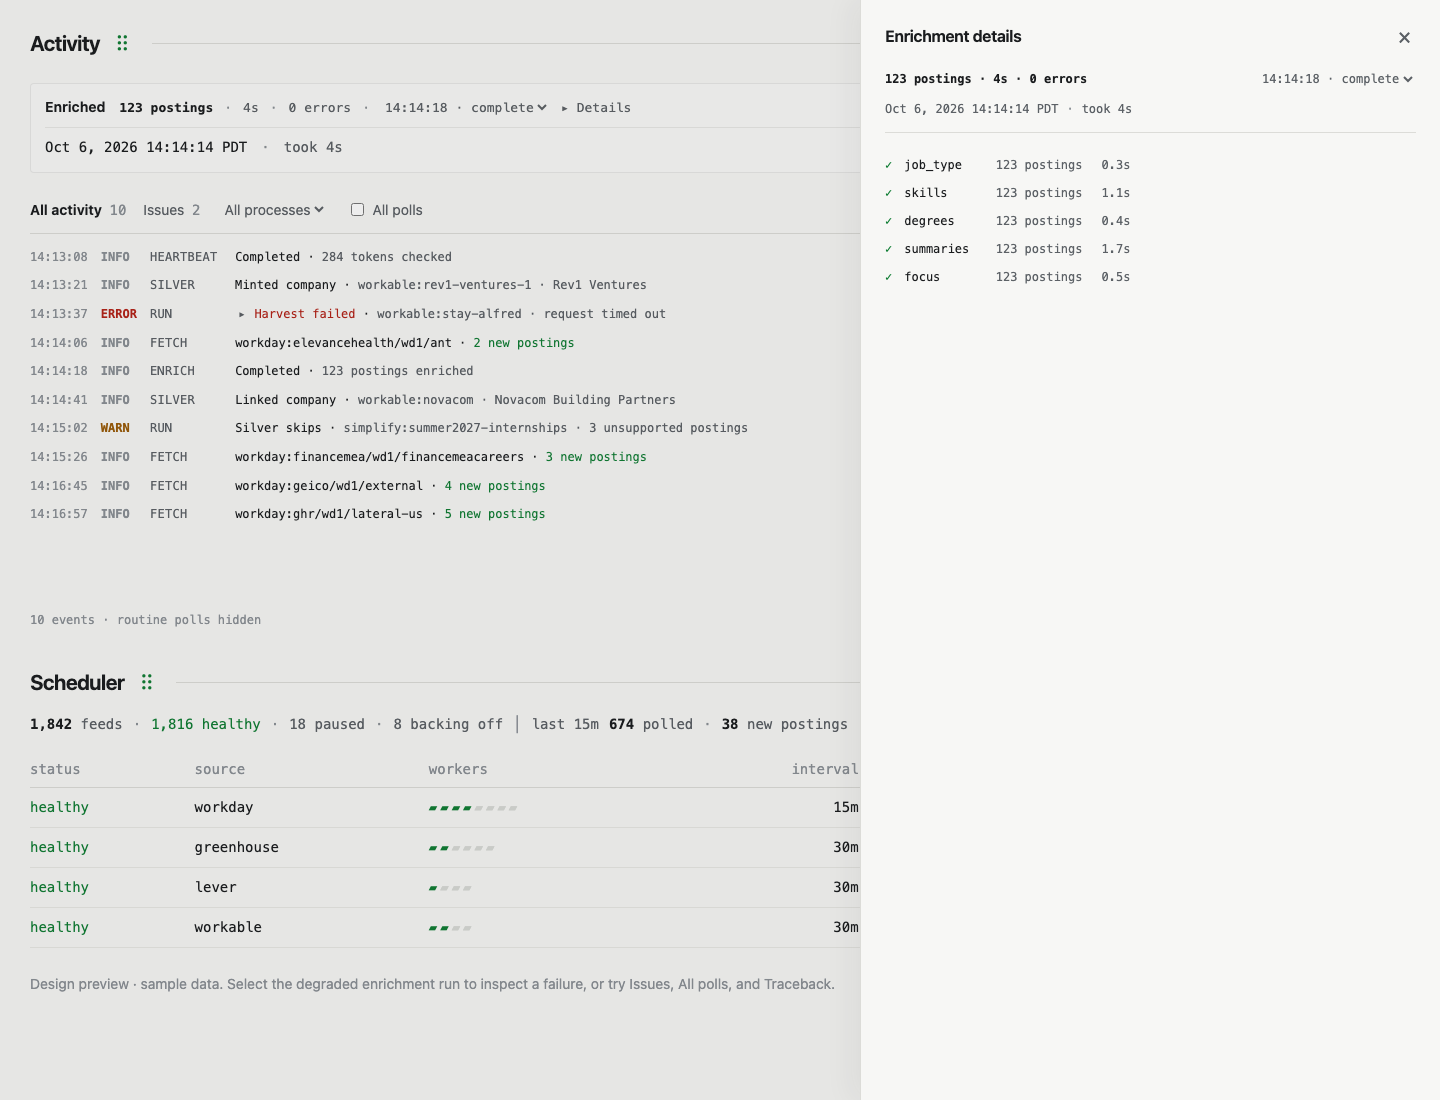 Activity
Enriched 123 postings · 4s · 0 errors · 14:14:18 · complete ▸ Details
Oct 6, 2026 14:14:14 PDT · took 4s
All activity 10 Issues 2 All processes All polls
14:13:08 INFO HEARTBEAT Completed · 284 tokens checked
14:13:21 INFO SILVER Minted company · workable:rev1-ventures-1 · Rev1 Ventures
14:13:37 ERROR RUN ▸ Harvest failed · workable:stay-alfred · request timed out
14:14:06 INFO FETCH workday:elevancehealth/wd1/ant · 2 new postings
14:14:18 INFO ENRICH Completed · 123 postings enriched
14:14:41 INFO SILVER Linked company · workable:novacom · Novacom Building Partners
14:15:02 WARN RUN Silver skips · simplify:summer2027-internships · 3 unsupported postings
14:15:26 INFO FETCH workday:financemea/wd1/financemeacareers · 3 new postings
14:16:45 INFO FETCH workday:geico/wd1/external · 4 new postings
14:16:57 INFO FETCH workday:ghr/wd1/lateral-us · 5 new postings
10 events · routine polls hidden
Scheduler
1,842 feeds · 1,816 healthy · 18 paused · 8 backing off | last 15m 674 polled · 38 new postings
status source workers interval
healthy workday 15m
healthy greenhouse 30m
healthy lever 30m
healthy workable 30m
Design preview · sample data. Select the degraded enrichment run to inspect a failure, or try Issues, All polls, and Traceback.
Enrichment details ✕
123 postings · 4s · 0 errors 14:14:18 · complete
Oct 6, 2026 14:14:14 PDT · took 4s
✓ job_type 123 postings 0.3s
✓ skills 123 postings 1.1s
✓ degrees 123 postings 0.4s
✓ summaries 123 postings 1.7s
✓ focus 123 postings 0.5s